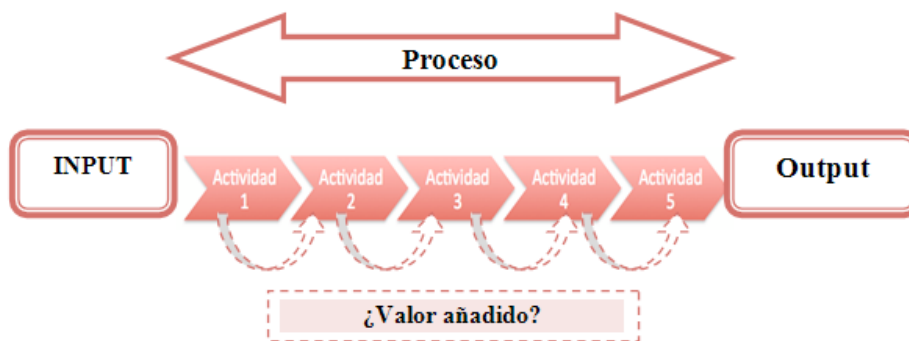 Proceso
INPUT
Actividad
1
Actividad
2
Actividad
3
Actividad
4
Actividad
5
Output
¿Valor añadido?